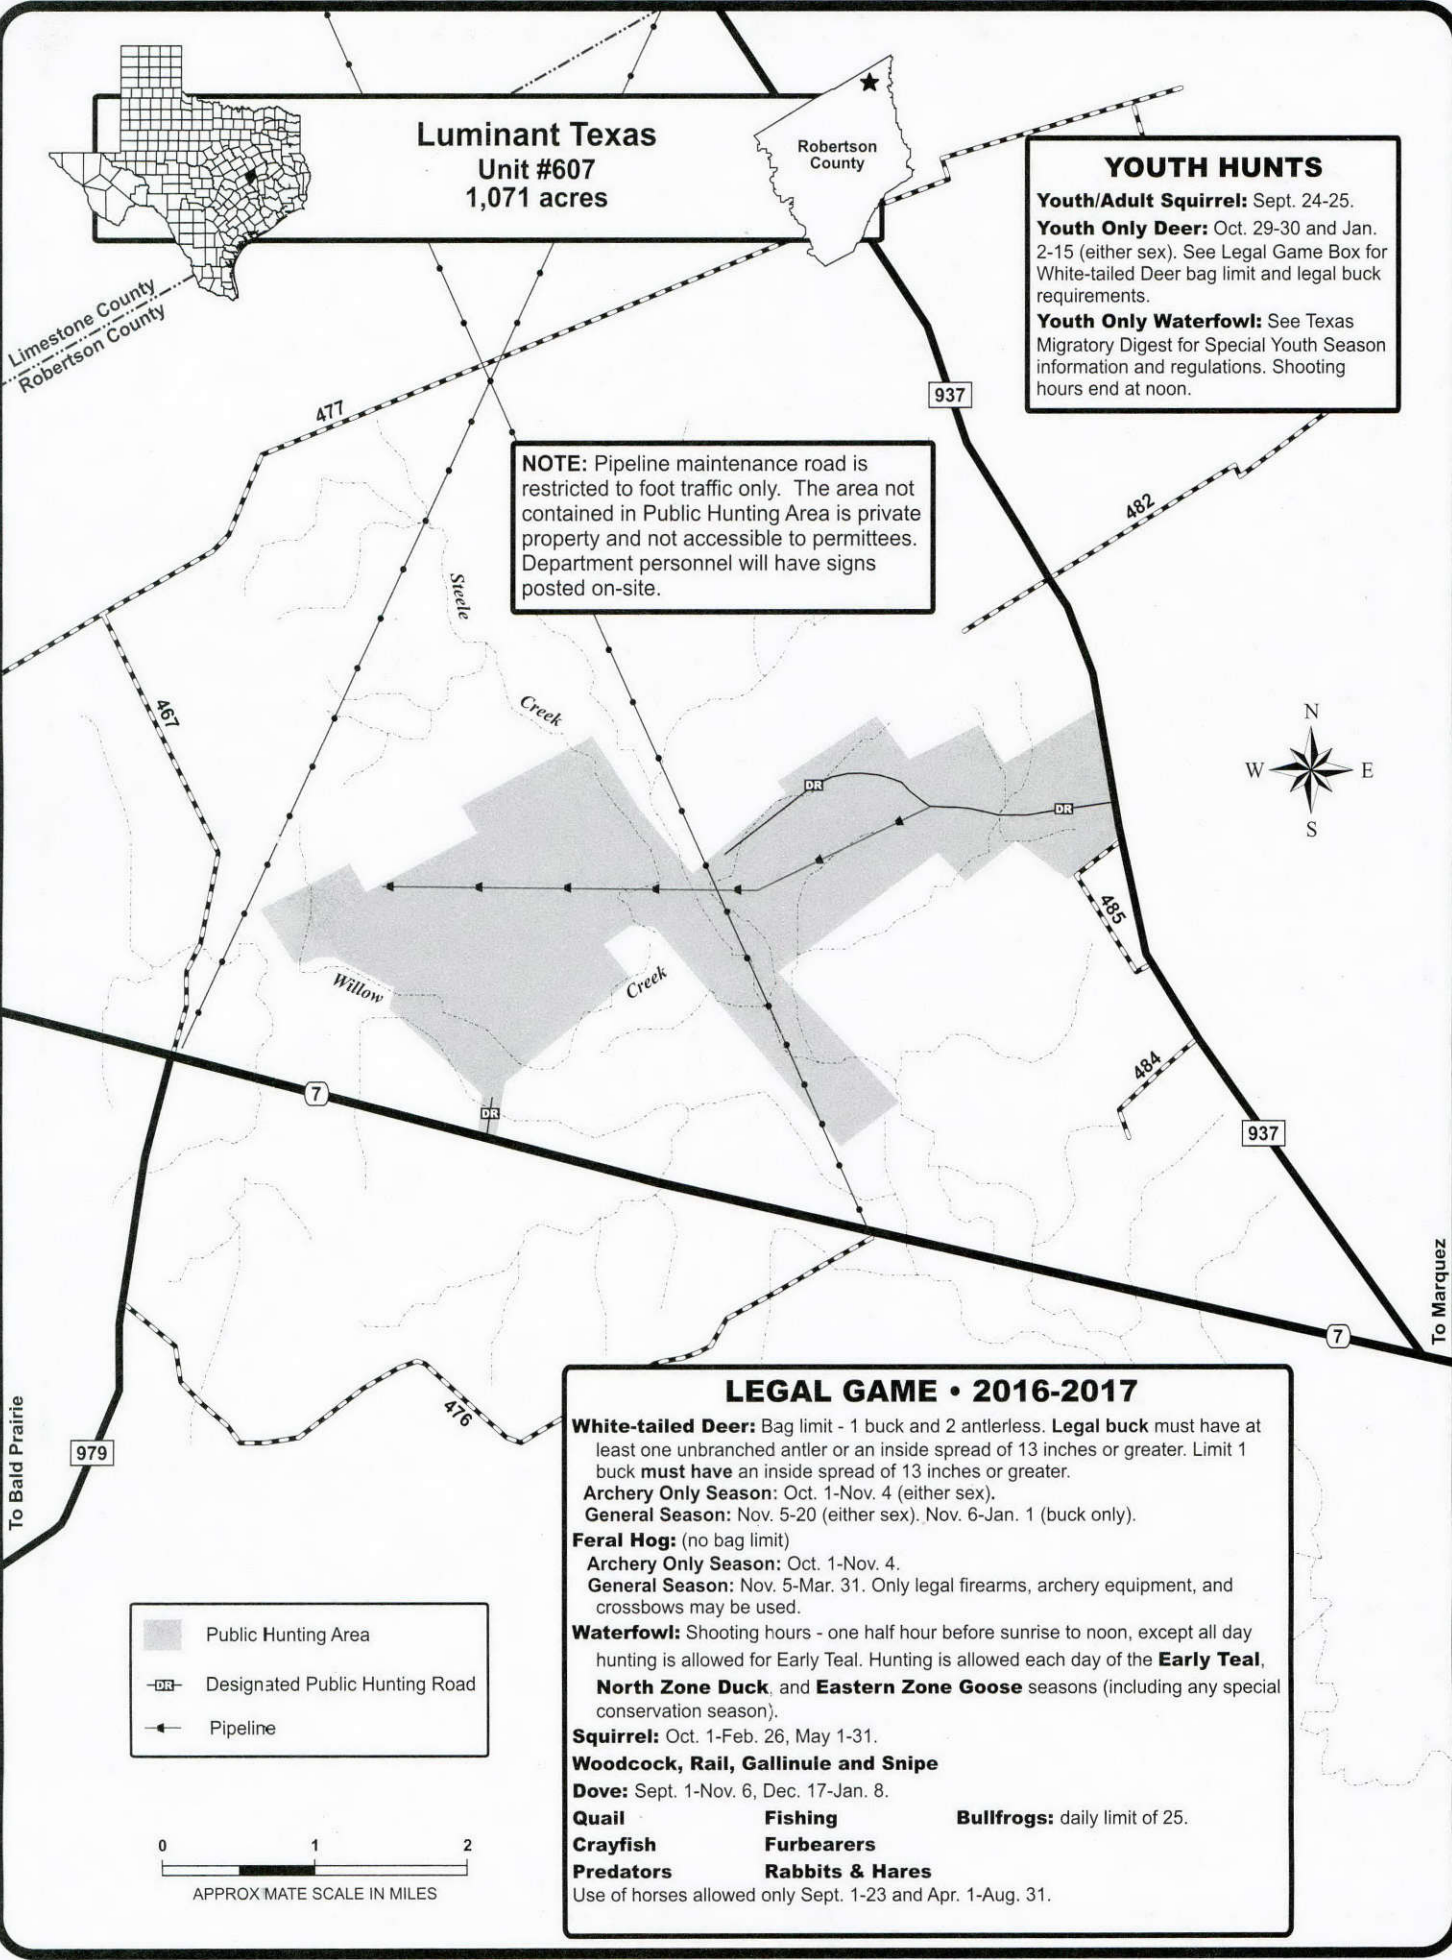 Luminant Texas
Unit #607
1,071 acres
Robertson
County
YOUTH HUNTS
Youth/Adult Squirrel: Sept. 24-25.
Youth Only Deer: Oct. 29-30 and Jan.
2-15 (either sex). See Legal Game Box for
White-tailed Deer bag limit and legal buck
requirements.
Youth Only Waterfowl: See Texas
Migratory Digest for Special Youth Season
information and regulations. Shooting
hours end at noon.
Limestone County
Robertson County
477
937
NOTE: Pipeline maintenance road is
restricted to foot traffic only. The area not
contained in Public Hunting Area is private
property and not accessible to permittees.
Department personnel will have signs
posted on-site.
482
Steele
Creek
467
N
W E
S
DR
DR
485
Willow
Creek
484
7
DR
937
To Marquez
7
476
979
To Bald Prairie
LEGAL GAME • 2016-2017
White-tailed Deer: Bag limit - 1 buck and 2 antlerless. Legal buck must have at
least one unbranched antler or an inside spread of 13 inches or greater. Limit 1
buck must have an inside spread of 13 inches or greater.
Archery Only Season: Oct. 1-Nov. 4 (either sex).
General Season: Nov. 5-20 (either sex). Nov. 6-Jan. 1 (buck only).
Feral Hog: (no bag limit)
Archery Only Season: Oct. 1-Nov. 4.
General Season: Nov. 5-Mar. 31. Only legal firearms, archery equipment, and
crossbows may be used.
Waterfowl: Shooting hours - one half hour before sunrise to noon, except all day
hunting is allowed for Early Teal. Hunting is allowed each day of the Early Teal,
North Zone Duck, and Eastern Zone Goose seasons (including any special
conservation season).
Squirrel: Oct. 1-Feb. 26, May 1-31.
Woodcock, Rail, Gallinule and Snipe
Dove: Sept. 1-Nov. 6, Dec. 17-Jan. 8.
Quail Fishing Bullfrogs: daily limit of 25.
Crayfish Furbearers
Predators Rabbits & Hares
Use of horses allowed only Sept. 1-23 and Apr. 1-Aug. 31.
Public Hunting Area
DR Designated Public Hunting Road
Pipeline
0 1 2
APPROXIMATE SCALE IN MILES